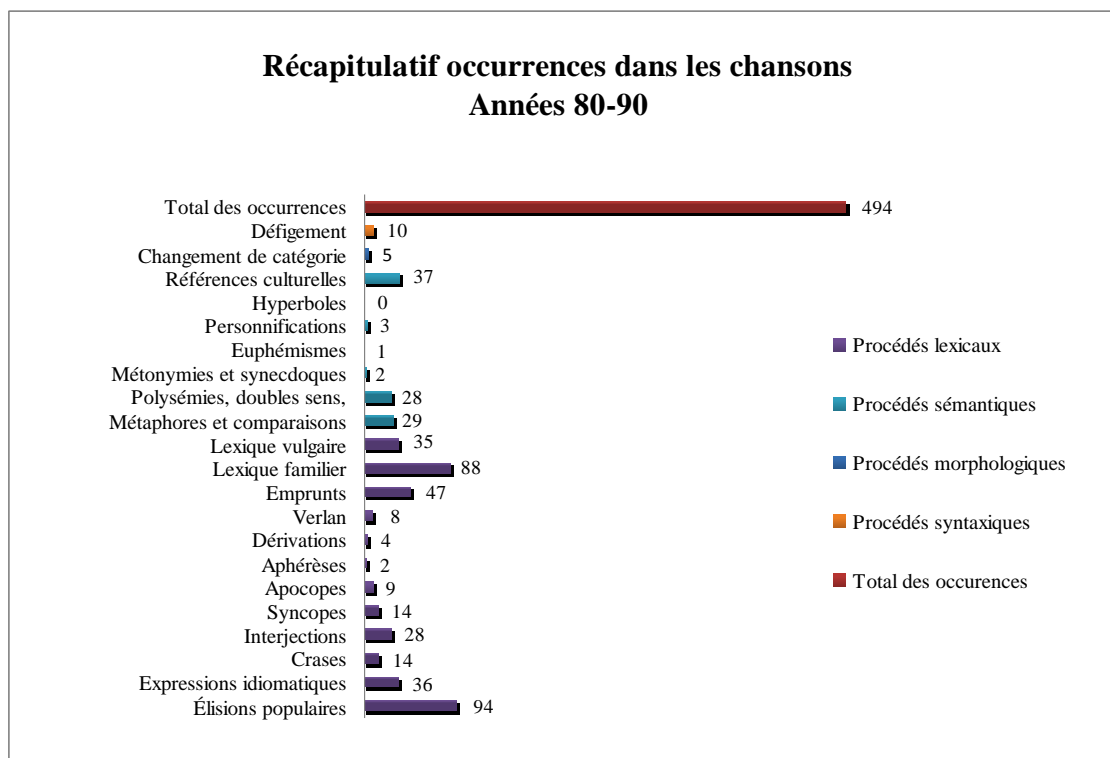 Récapitulatif occurrences dans les chansons
Années 80-90
Total des occurrences 494
Défigement 10
Changement de catégorie 5
Références culturelles 37
Hyperboles 0
Personnifications 3
Euphémismes 1
Métonymies et synecdoques 2
Polysémies, doubles sens, 28
Métaphores et comparaisons 29
Lexique vulgaire 35
Lexique familier 88
Emprunts 47
Verlan 8
Dérivations 4
Aphérèses 2
Apocopes 9
Syncopes 14
Interjections 28
Crases 14
Expressions idiomatiques 36
Élisions populaires 94
Procédés lexicaux
Procédés sémantiques
Procédés morphologiques
Procédés syntaxiques
Total des occurences